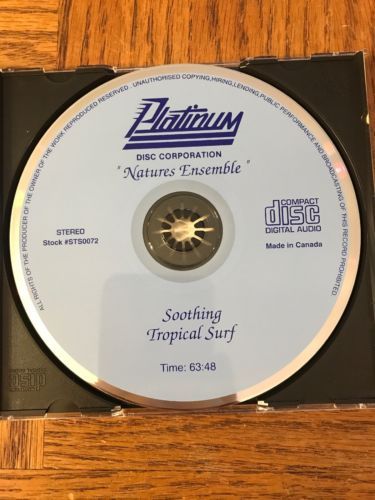 ALL RIGHTS OF THE PRODUCER OF THE OWNER OF THE WORK REPRODUCED RESERVED · UNAUTHORISED COPYING,HIRING,LENDING,PUBLIC PERFORMANCE AND BROADCASTING OF THIS RECORD PROHIBITED
Platinum
DISC CORPORATION
"Natures Ensemble"
STEREO
Stock #STS0072
COMPACT
disc
DIGITAL AUDIO
Made in Canada
Soothing
Tropical Surf
Time: 63:48
disc